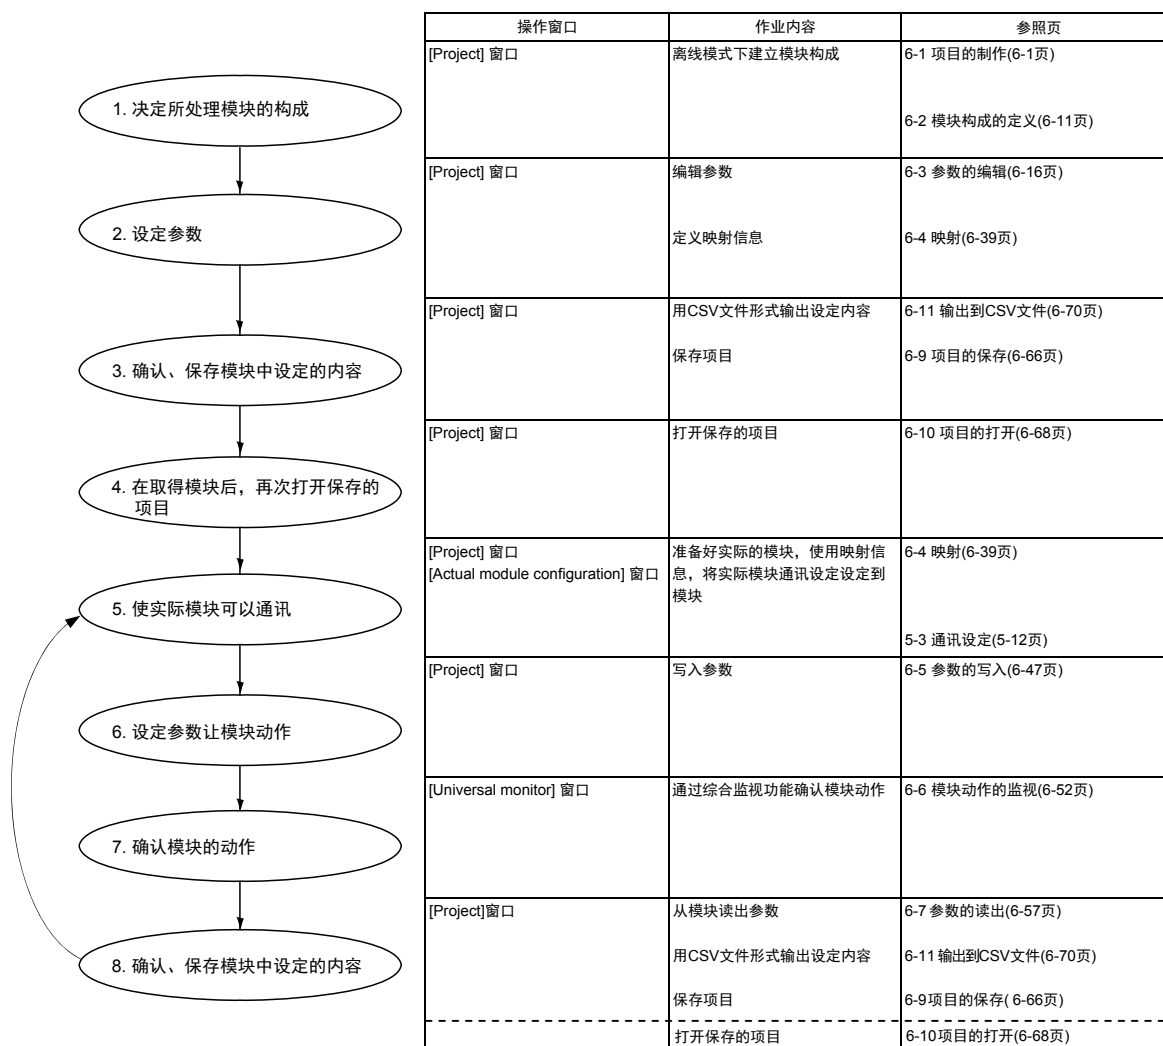 操作窗口 作业内容 参照页
[Project] 窗口 离线模式下建立模块构成 6-1 项目的制作(6-1页)
1. 决定所处理模块的构成
6-2 模块构成的定义(6-11页)
[Project] 窗口 编辑参数 6-3 参数的编辑(6-16页)
2. 设定参数
定义映射信息 6-4 映射(6-39页)
[Project] 窗口 用CSV文件形式输出设定内容 6-11 输出到CSV文件(6-70页)
保存项目 6-9 项目的保存(6-66页)
3. 确认、保存模块中设定的内容
[Project] 窗口 打开保存的项目 6-10 项目的打开(6-68页)
4. 在取得模块后，再次打开保存的
项目
[Project] 窗口 准备好实际的模块，使用映射信 6-4 映射(6-39页)
[Actual module configuration] 窗口 息，将实际模块通讯设定设定到
模块
5. 使实际模块可以通讯
5-3 通讯设定(5-12页)
[Project] 窗口 写入参数 6-5 参数的写入(6-47页)
6. 设定参数让模块动作
[Universal monitor] 窗口 通过综合监视功能确认模块动作 6-6 模块动作的监视(6-52页)
7. 确认模块的动作
[Project]窗口 从模块读出参数 6-7 参数的读出(6-57页)
用CSV文件形式输出设定内容 6-11 输出到CSV文件(6-70页)
8. 确认、保存模块中设定的内容
保存项目 6-9项目的保存( 6-66页)
打开保存的项目 6-10项目的打开(6-68页)